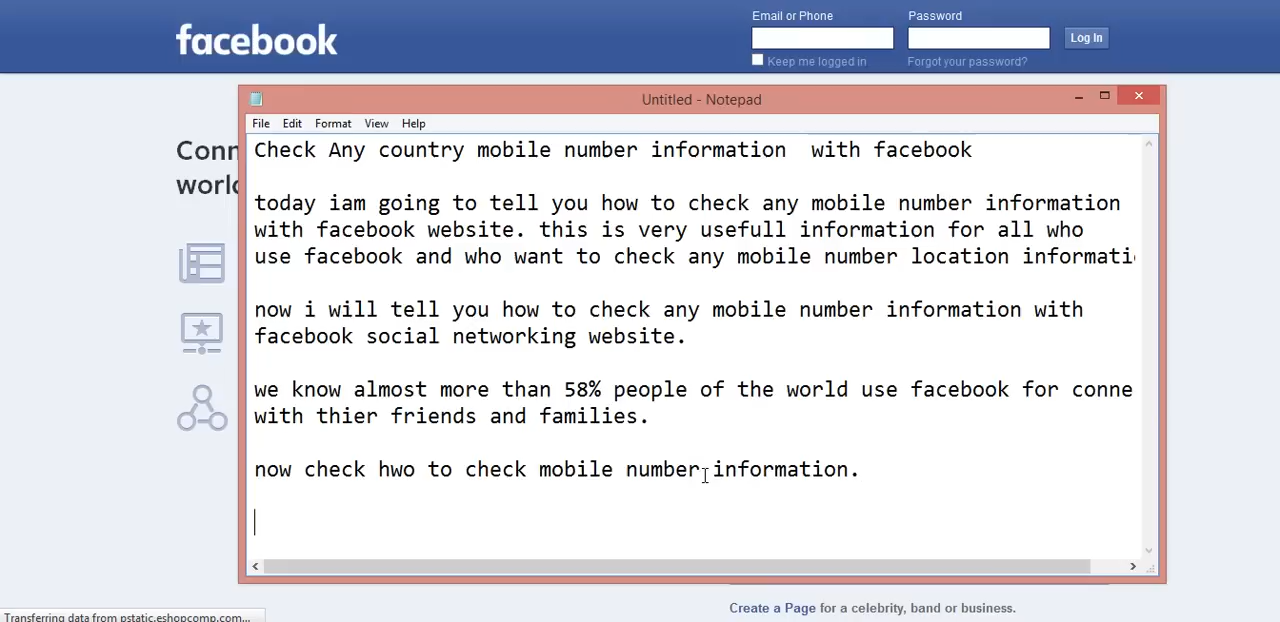 facebook
Email or Phone
Password
Log In
Keep me logged in
Forgot your password?
Untitled - Notepad
File Edit Format View Help
Check Any country mobile number information  with facebook
today iam going to tell you how to check any mobile number information
with facebook website. this is very usefull information for all who
use facebook and who want to check any mobile number location informati
now i will tell you how to check any mobile number information with
facebook social networking website.
we know almost more than 58% people of the world use facebook for conne
with thier friends and families.
now check hwo to check mobile number information.
Conn
world
Create a Page for a celebrity, band or business.
Transferring data from pstatic.eshopcomp.com...